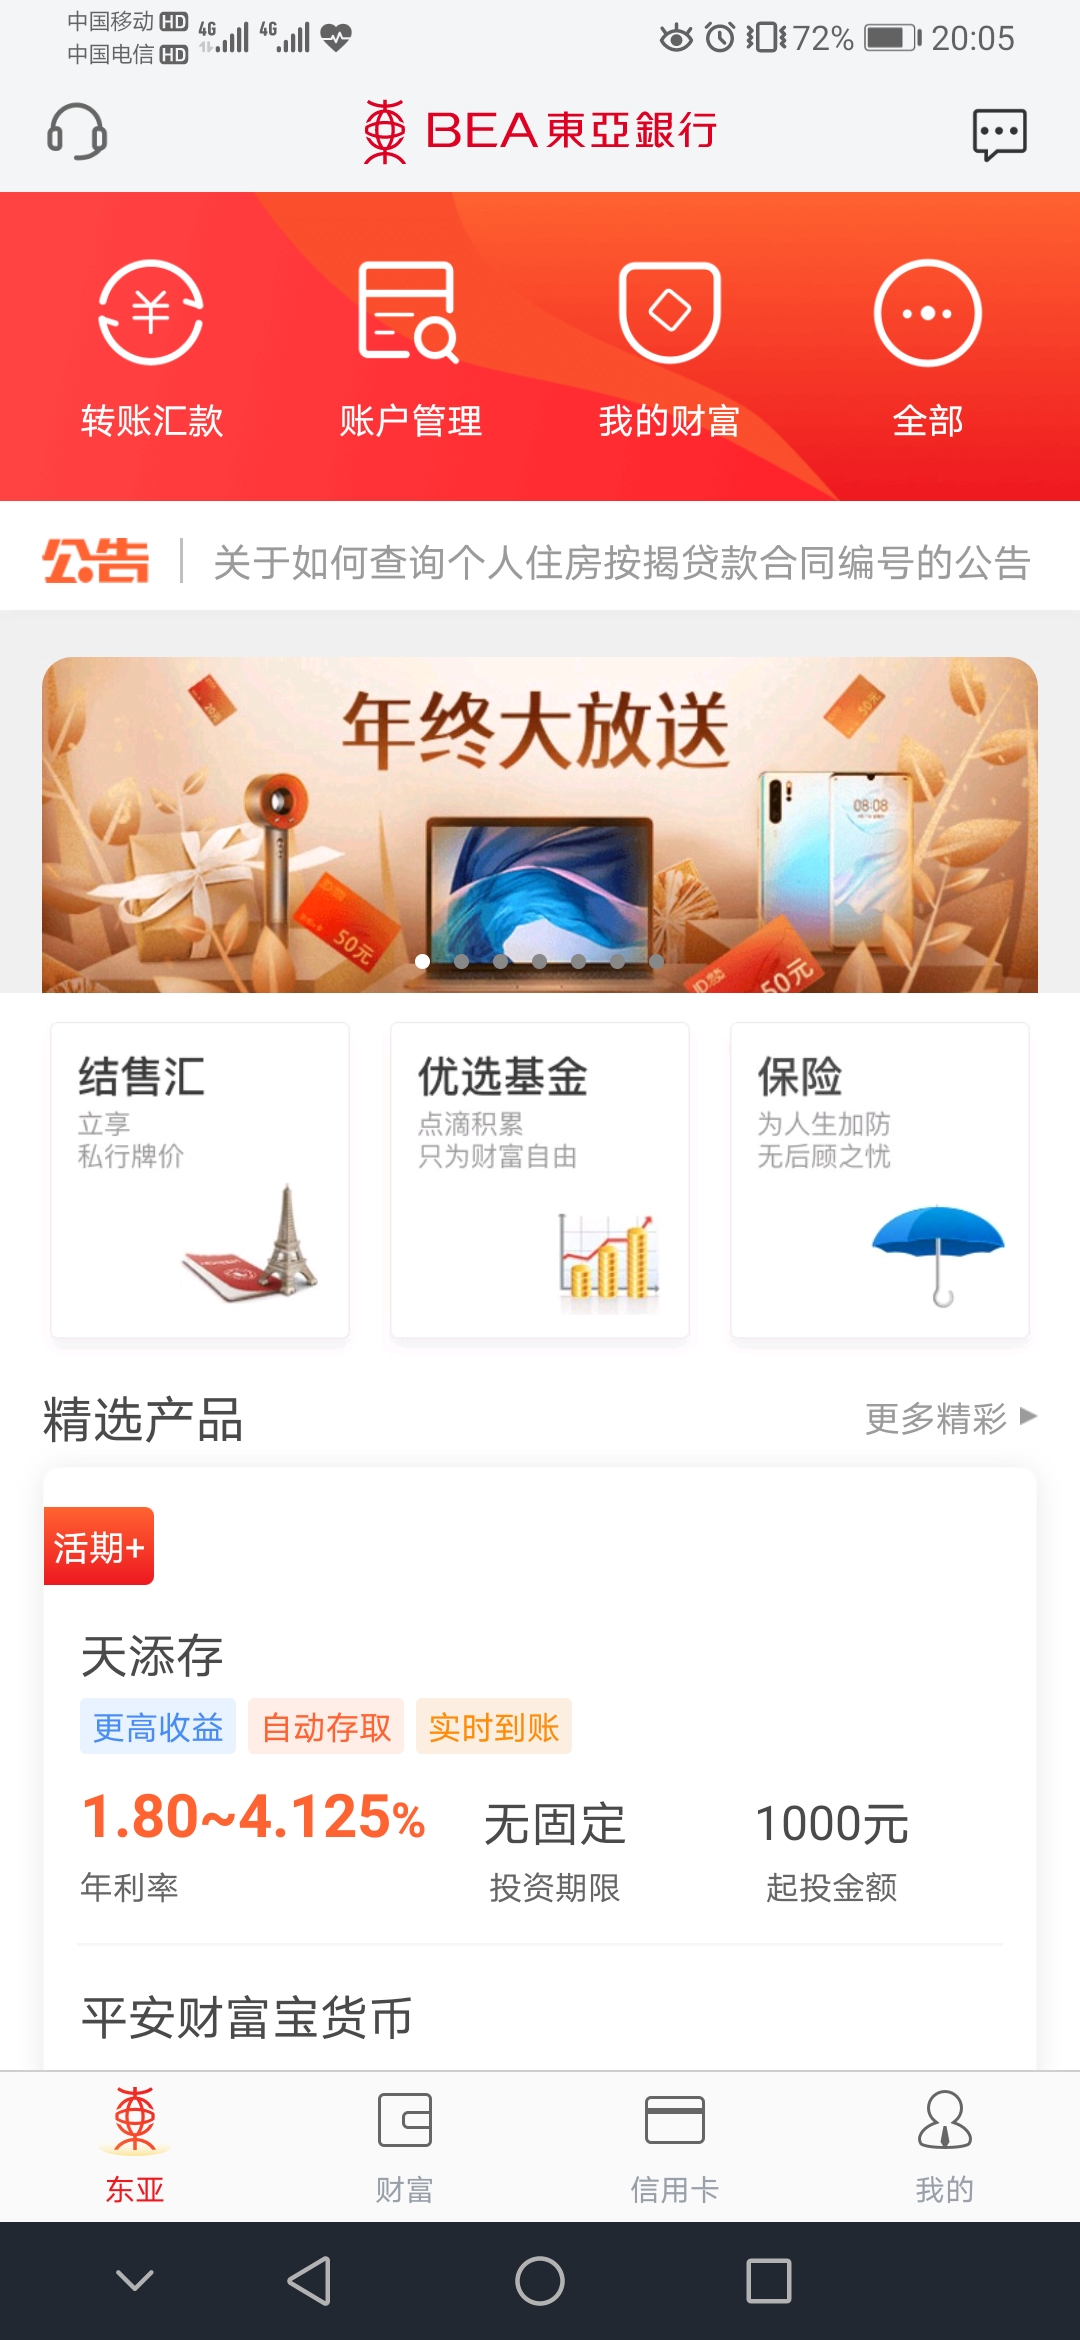 中国移动 HD 4G 4G 72% 20:05
中国电信 HD
BEA 東亞銀行
转账汇款 账户管理 我的财富 全部
公告 关于如何查询个人住房按揭贷款合同编号的公告
年终大放送
50元
08:08
50元
50元
结售汇 优选基金 保险
立享 点滴积累 为人生加防
私行牌价 只为财富自由 无后顾之忧
精选产品 更多精彩
活期+
天添存
更高收益 自动存取 实时到账
1.80~4.125% 无固定 1000元
年利率 投资期限 起投金额
平安财富宝货币
东亚 财富 信用卡 我的